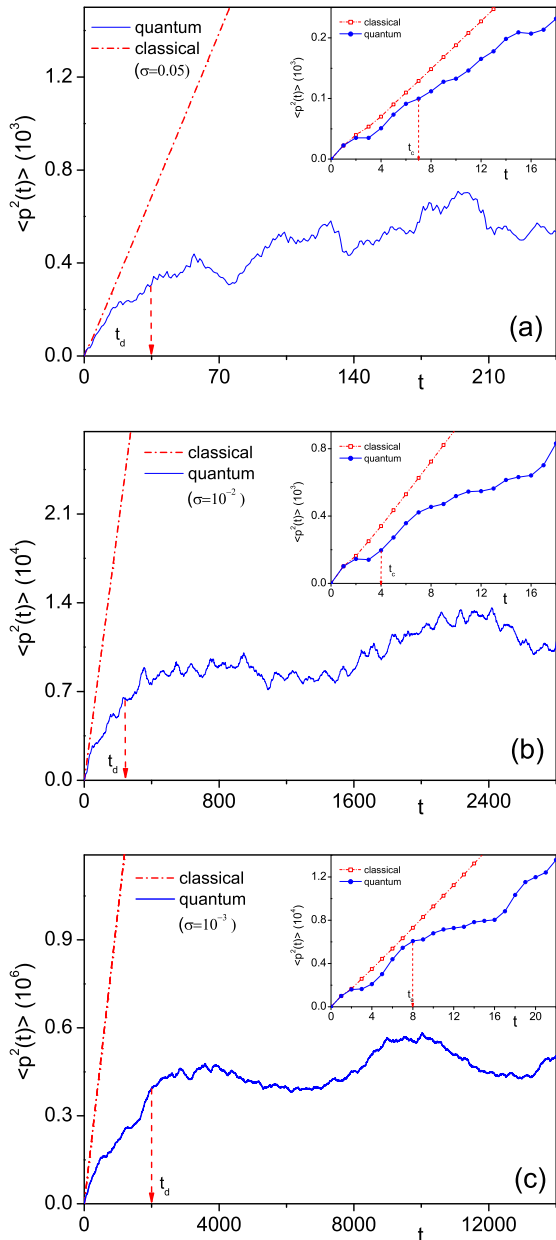 quantum
classical
(σ=0.05)
<p²(t)> (10³)
1.2
0.8
0.4
0.0
0
70
140
210
t
t_d
(a)
quantum
classical
<p²(t)> (10³)
0.2
0.1
0.0
0
4
8
12
16
t
t_c
classical
quantum
(σ=10⁻²)
<p²(t)> (10⁴)
2.1
1.4
0.7
0.0
0
800
1600
2400
t
t_d
(b)
classical
quantum
<p²(t)> (10³)
0.8
0.4
0.0
0
4
8
12
16
t
t_c
classical
quantum
(σ=10⁻³)
<p²(t)> (10⁶)
0.9
0.6
0.3
0.0
0
4000
8000
12000
t
t_d
(c)
classical
quantum
<p²(t)> (10⁴)
1.2
0.8
0.4
0.0
0
4
8
12
16
20
t